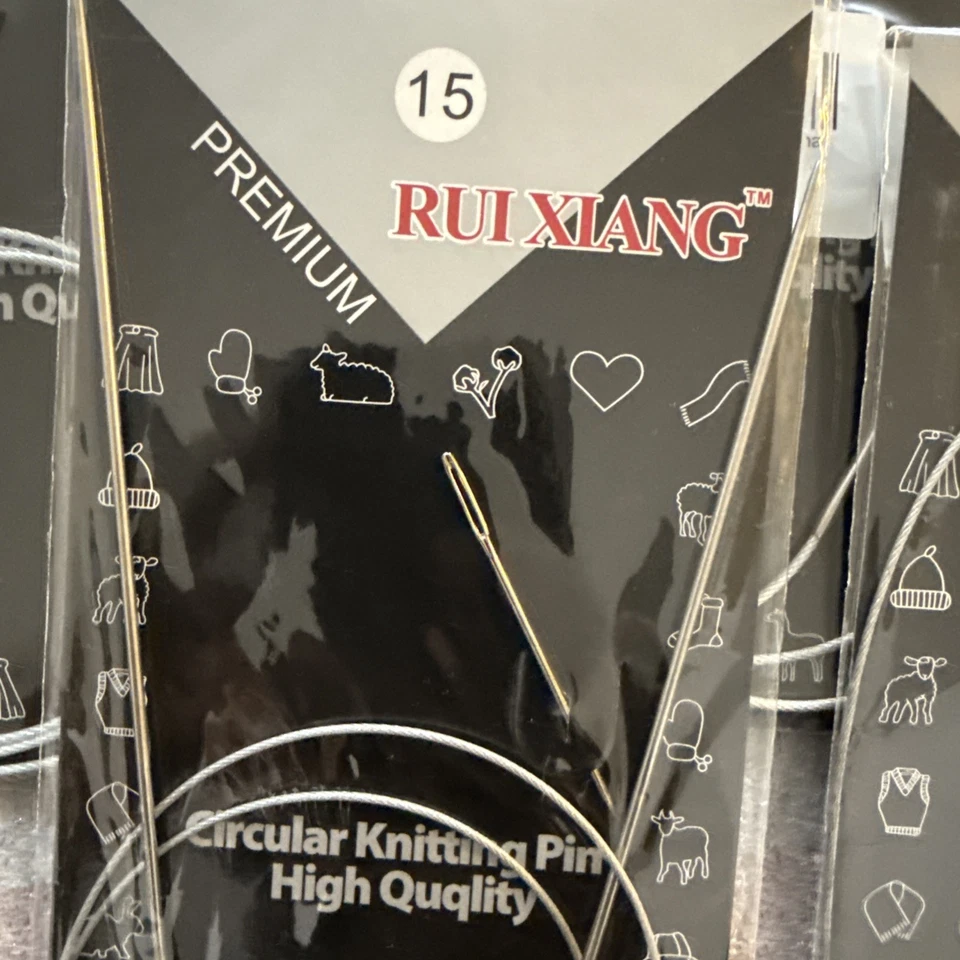 15
PREMIUM
RUI XIANG™
Circular Knitting Pin
High Quqlity